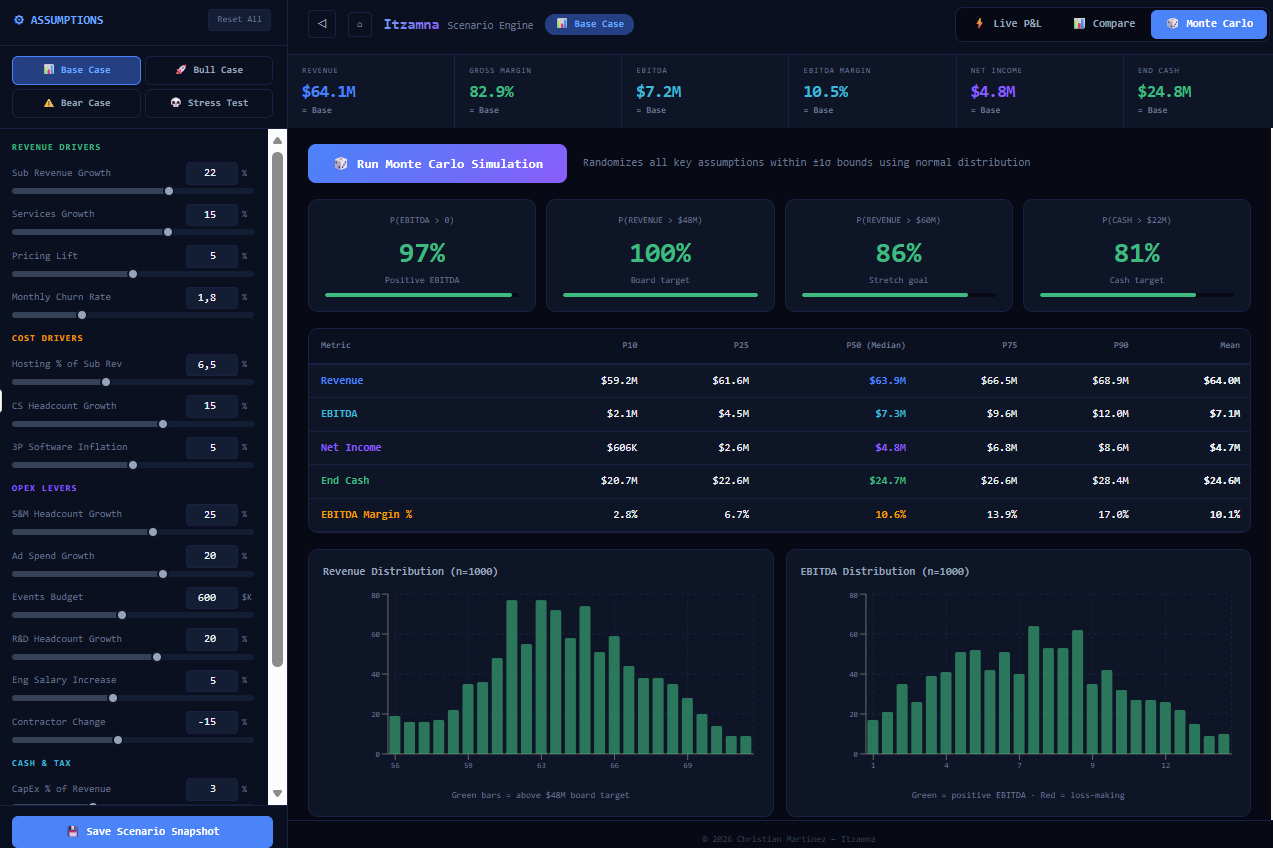 ⚙ ASSUMPTIONS
Reset All
📊 Base Case
🚀 Bull Case
⚠ Bear Case
💀 Stress Test
REVENUE DRIVERS
Sub Revenue Growth 22 %
Services Growth 15 %
Pricing Lift 5 %
Monthly Churn Rate 1,8 %
COST DRIVERS
Hosting % of Sub Rev 6,5 %
CS Headcount Growth 15 %
3P Software Inflation 5 %
OPEX LEVERS
S&M Headcount Growth 25 %
Ad Spend Growth 20 %
Events Budget 600 $K
R&D Headcount Growth 20 %
Eng Salary Increase 5 %
Contractor Change -15 %
CASH & TAX
CapEx % of Revenue 3 %
💾 Save Scenario Snapshot
Itzamna Scenario Engine 📊 Base Case
⚡ Live P&L
📊 Compare
🎲 Monte Carlo
REVENUE
$64.1M
= Base
GROSS MARGIN
82.9%
= Base
EBITDA
$7.2M
= Base
EBITDA MARGIN
10.5%
= Base
NET INCOME
$4.8M
= Base
END CASH
$24.8M
= Base
🎲 Run Monte Carlo Simulation
Randomizes all key assumptions within ±1σ bounds using normal distribution
P(EBITDA > 0)
97%
Positive EBITDA
P(REVENUE > $48M)
100%
Board target
P(REVENUE > $60M)
86%
Stretch goal
P(CASH > $22M)
81%
Cash target
Metric P10 P25 P50 (Median) P75 P90 Mean
Revenue $59.2M $61.6M $63.9M $66.5M $68.9M $64.0M
EBITDA $2.1M $4.5M $7.3M $9.6M $12.0M $7.1M
Net Income $606K $2.6M $4.8M $6.8M $8.6M $4.7M
End Cash $20.7M $22.6M $24.7M $26.6M $28.4M $24.6M
EBITDA Margin % 2.8% 6.7% 10.6% 13.9% 17.0% 10.1%
Revenue Distribution (n=1000)
80
60
40
20
0
56 59 63 66 69
Green bars = above $48M board target
EBITDA Distribution (n=1000)
80
60
40
20
0
1 4 7 9 12
Green = positive EBITDA · Red = loss-making
© 2026 Christian Martinez — Itzamna